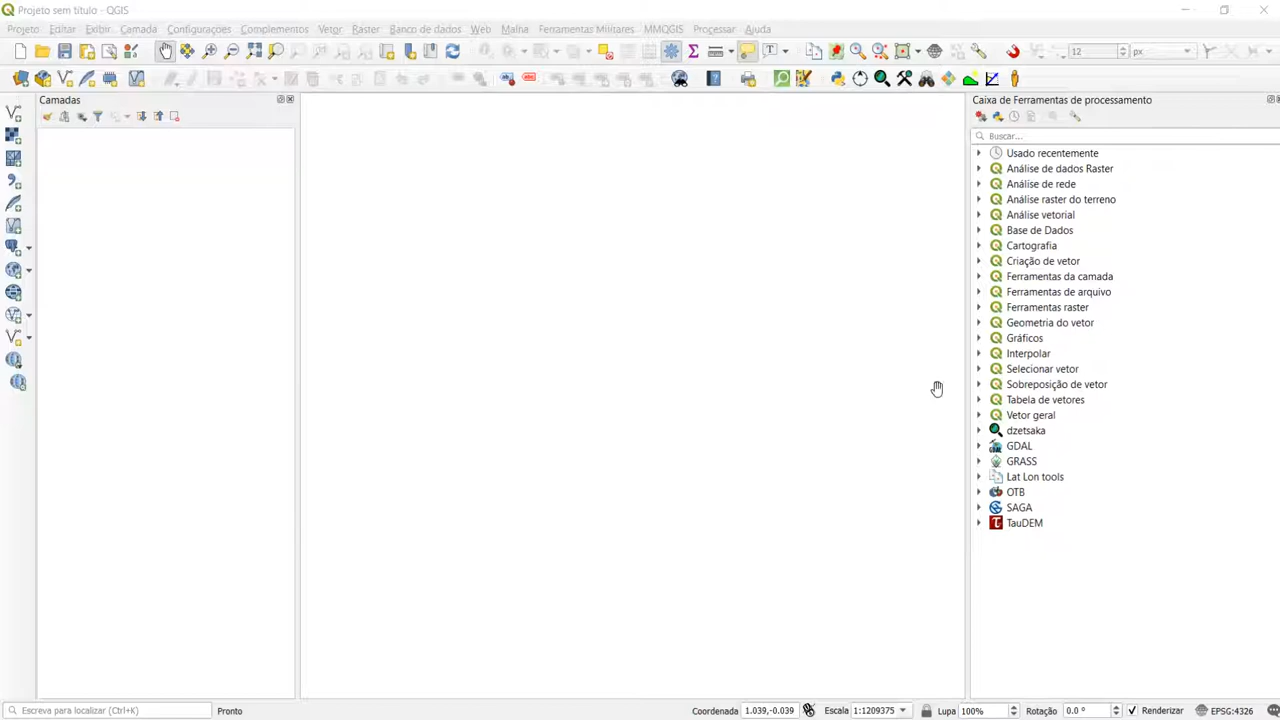 Projeto sem título - QGIS
Projeto Editar Exibir Camada Configurações Complementos Vetor Raster Banco de dados Web Malha Ferramentas Militares MMQGIS Processar Ajuda
12 px
Camadas
Caixa de Ferramentas de processamento
Buscar...
Usado recentemente
Análise de dados Raster
Análise de rede
Análise raster do terreno
Análise vetorial
Base de Dados
Cartografia
Criação de vetor
Ferramentas da camada
Ferramentas de arquivo
Ferramentas raster
Geometria do vetor
Gráficos
Interpolar
Selecionar vetor
Sobreposição de vetor
Tabela de vetores
Vetor geral
dzetsaka
GDAL
GRASS
Lat Lon tools
OTB
SAGA
TauDEM
Escreva para localizar (Ctrl+K) Pronto Coordenada 1.039,-0.039 Escala 1:1209375 Lupa 100% Rotação 0.0 ° Renderizar EPSG:4326